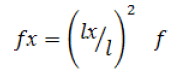 fx = (lx/l)² f